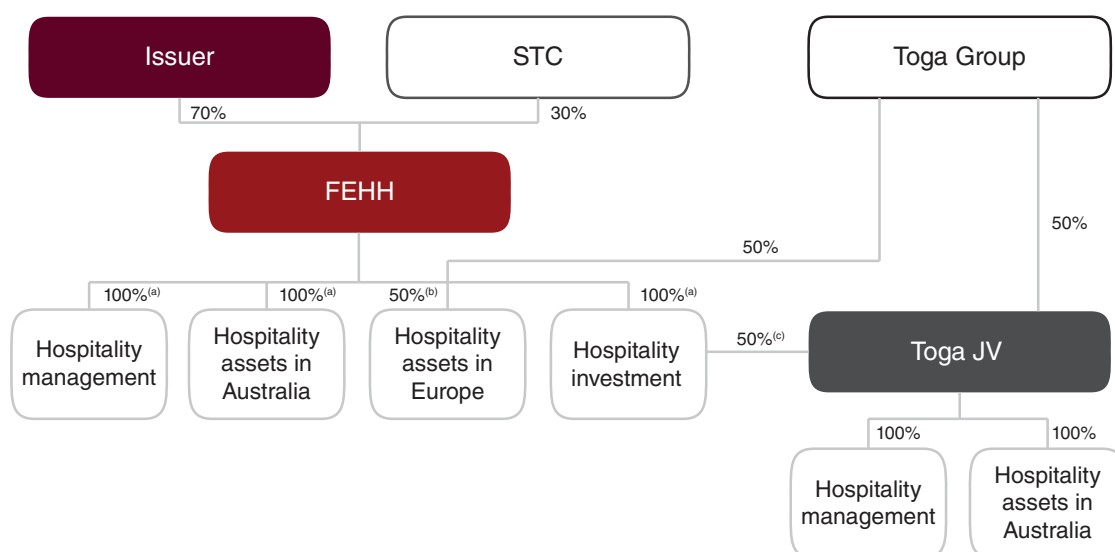 Issuer
STC
Toga Group
70%
30%
FEHH
50%
50%
100%(a)
100%(a)
50%(b)
100%(a)
Hospitality
management
Hospitality
assets in
Australia
Hospitality
assets in
Europe
Hospitality
investment
50%(c)
Toga JV
100%
100%
Hospitality
management
Hospitality
assets in
Australia